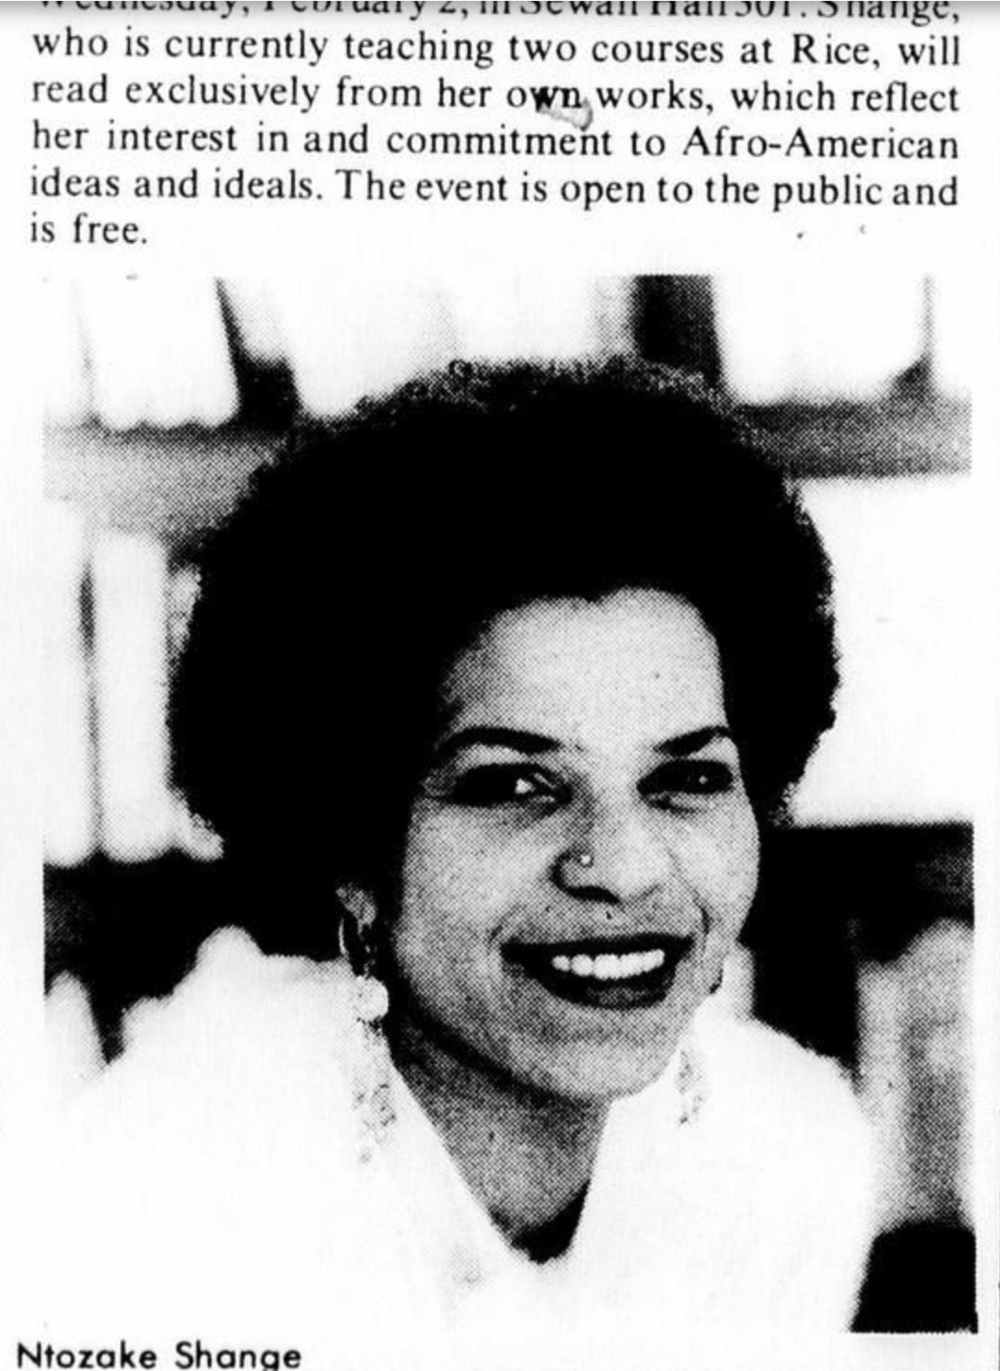 Wednesday, February 2, in Sewall Hall 301. Shange,
who is currently teaching two courses at Rice, will
read exclusively from her own works, which reflect
her interest in and commitment to Afro-American
ideas and ideals. The event is open to the public and
is free.
Ntozake Shange